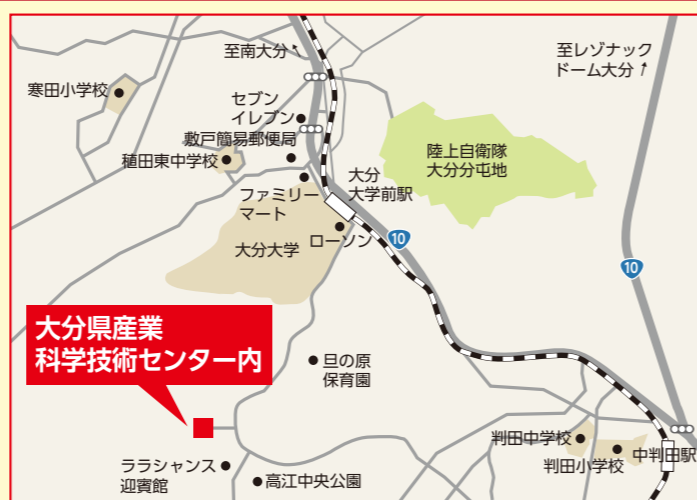 至南大分
至レゾナック
ドーム大分
寒田小学校
セブン
イレブン
敷戸簡易郵便局
稙田東中学校
陸上自衛隊
大分分屯地
大分
大学前駅
ファミリー
マート
ローソン
大分大学
10
10
大分県産業
科学技術センター内
旦の原
保育園
判田中学校
中判田駅
判田小学校
ララシャンス
迎賓館
高江中央公園